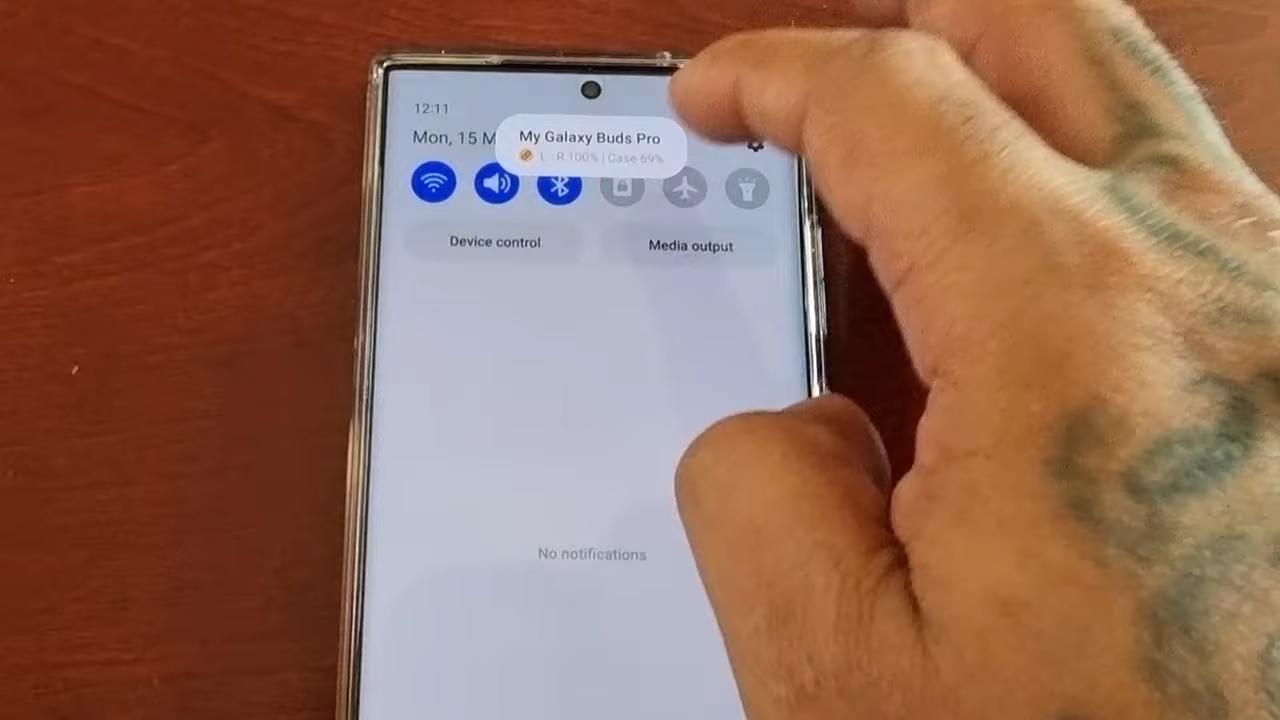 12:11
Mon, 15 M
My Galaxy Buds Pro
L · R 100% | Case 69%
Device control
Media output
No notifications